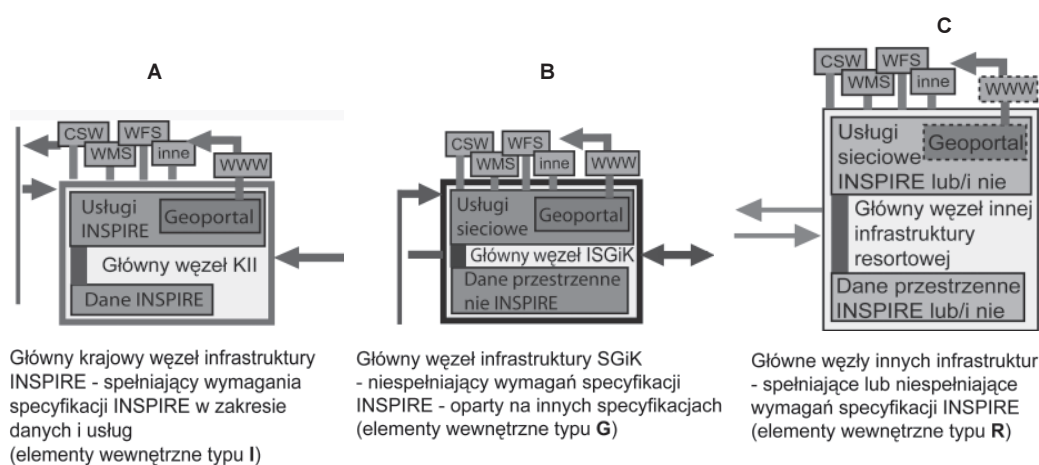 A
CSW
WFS
WMS
inne
WWW
Usługi
INSPIRE
Geoportal
Główny węzeł KII
Dane INSPIRE
Główny krajowy węzeł infrastruktury
INSPIRE - spełniający wymagania
specyfikacji INSPIRE w zakresie
danych i usług
(elementy wewnętrzne typu I)
B
CSW
WFS
WMS
inne
WWW
Usługi
sieciowe
Geoportal
Główny węzeł ISGiK
Dane przestrzenne
nie INSPIRE
Główny węzeł infrastruktury SGiK
- niespełniający wymagań specyfikacji
INSPIRE - oparty na innych specyfikacjach
(elementy wewnętrzne typu G)
C
CSW
WFS
WMS
inne
WWW
Usługi
sieciowe
Geoportal
INSPIRE lub/i nie
Główny węzeł innej
infrastruktury
resortowej
Dane przestrzenne
INSPIRE lub/i nie
Główne węzły innych infrastruktur
- spełniające lub niespełniające
wymagań specyfikacji INSPIRE
(elementy wewnętrzne typu R)